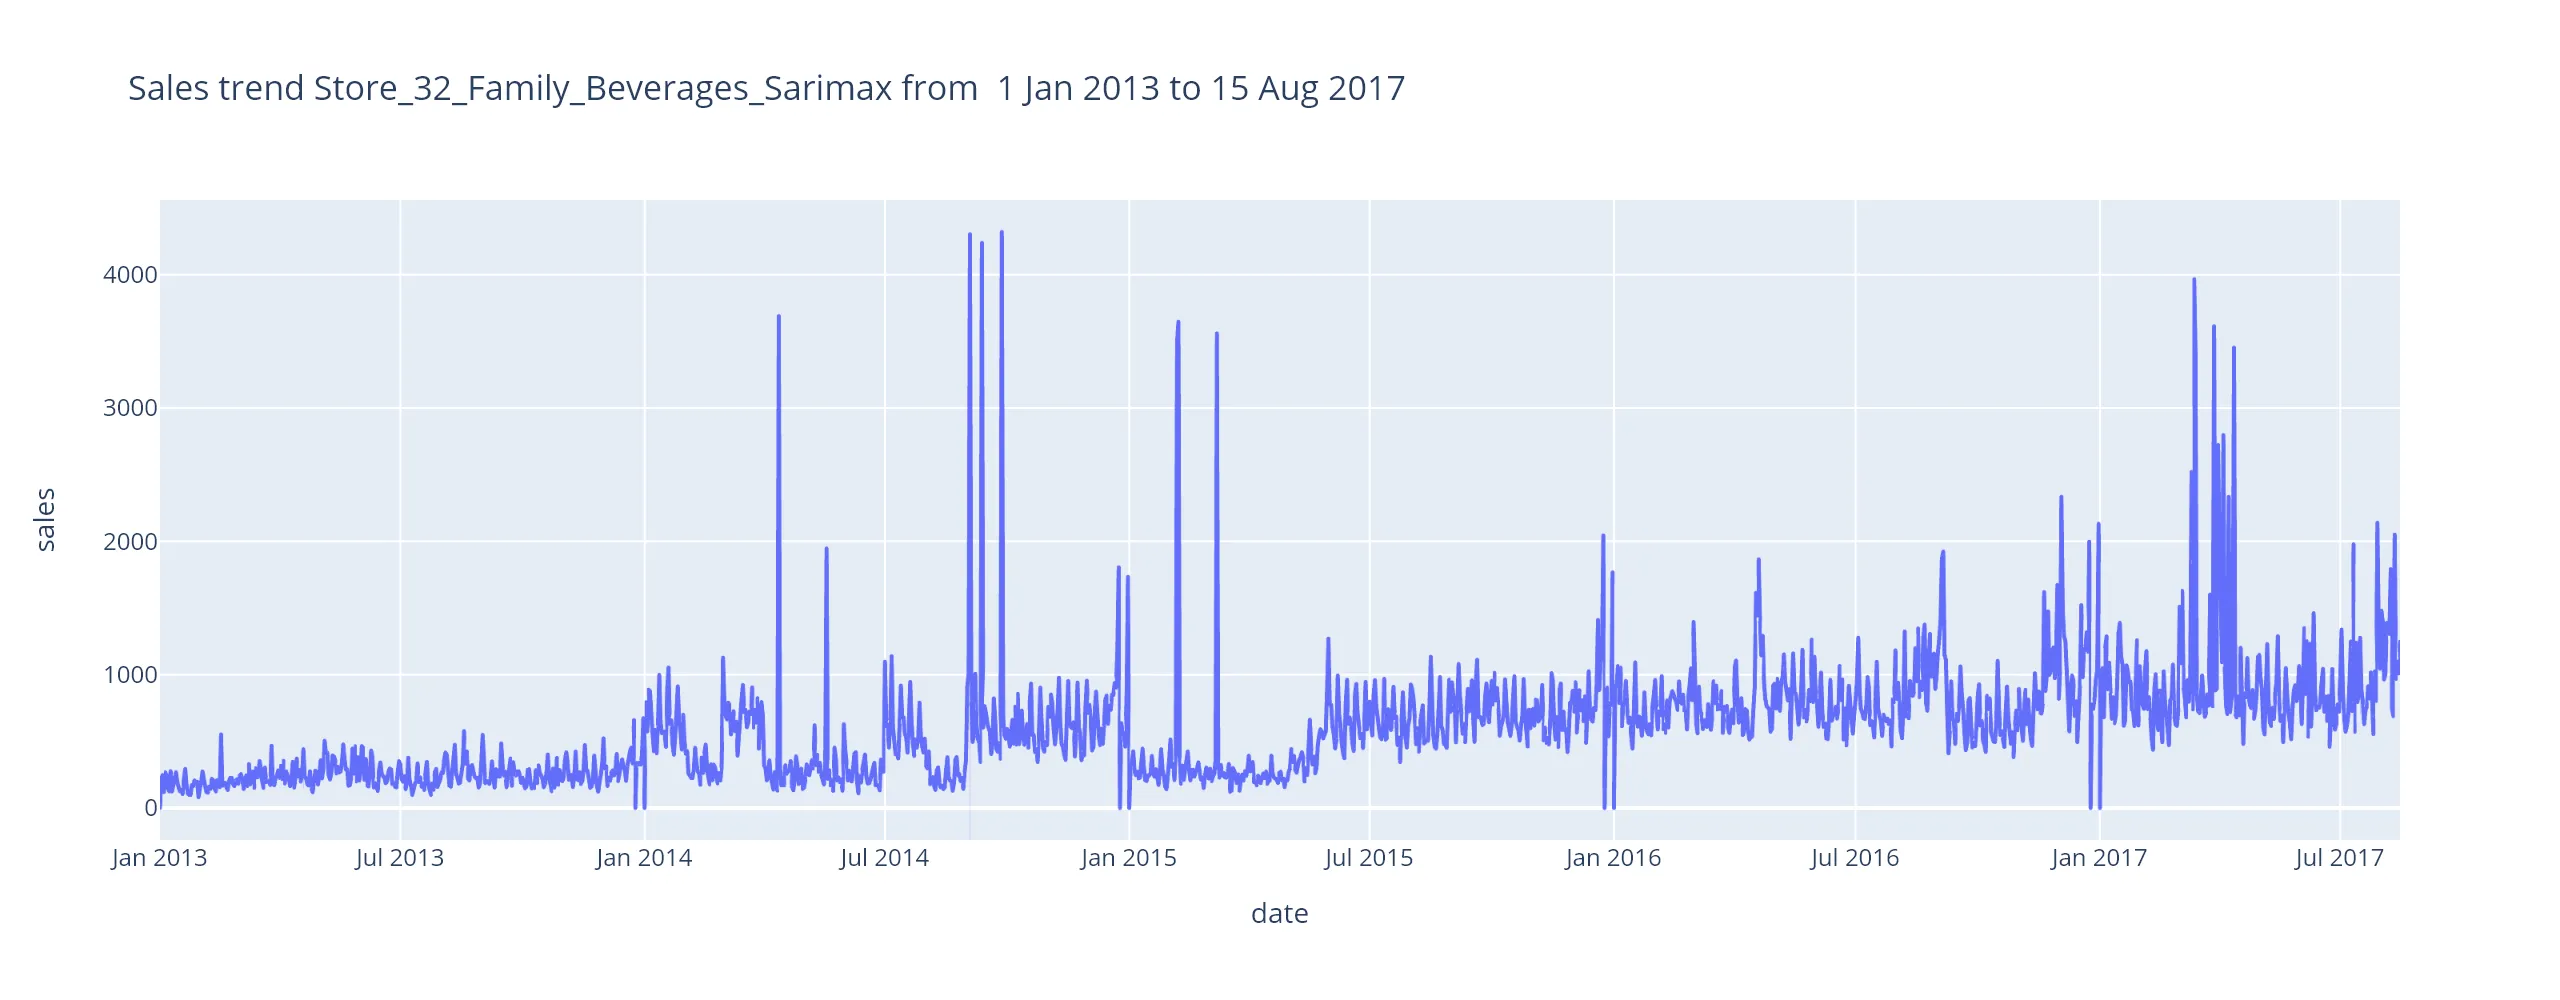 Sales trend Store_32_Family_Beverages_Sarimax from  1 Jan 2013 to 15 Aug 2017
4000
3000
2000
1000
0
sales
Jan 2013 Jul 2013 Jan 2014 Jul 2014 Jan 2015 Jul 2015 Jan 2016 Jul 2016 Jan 2017 Jul 2017
date